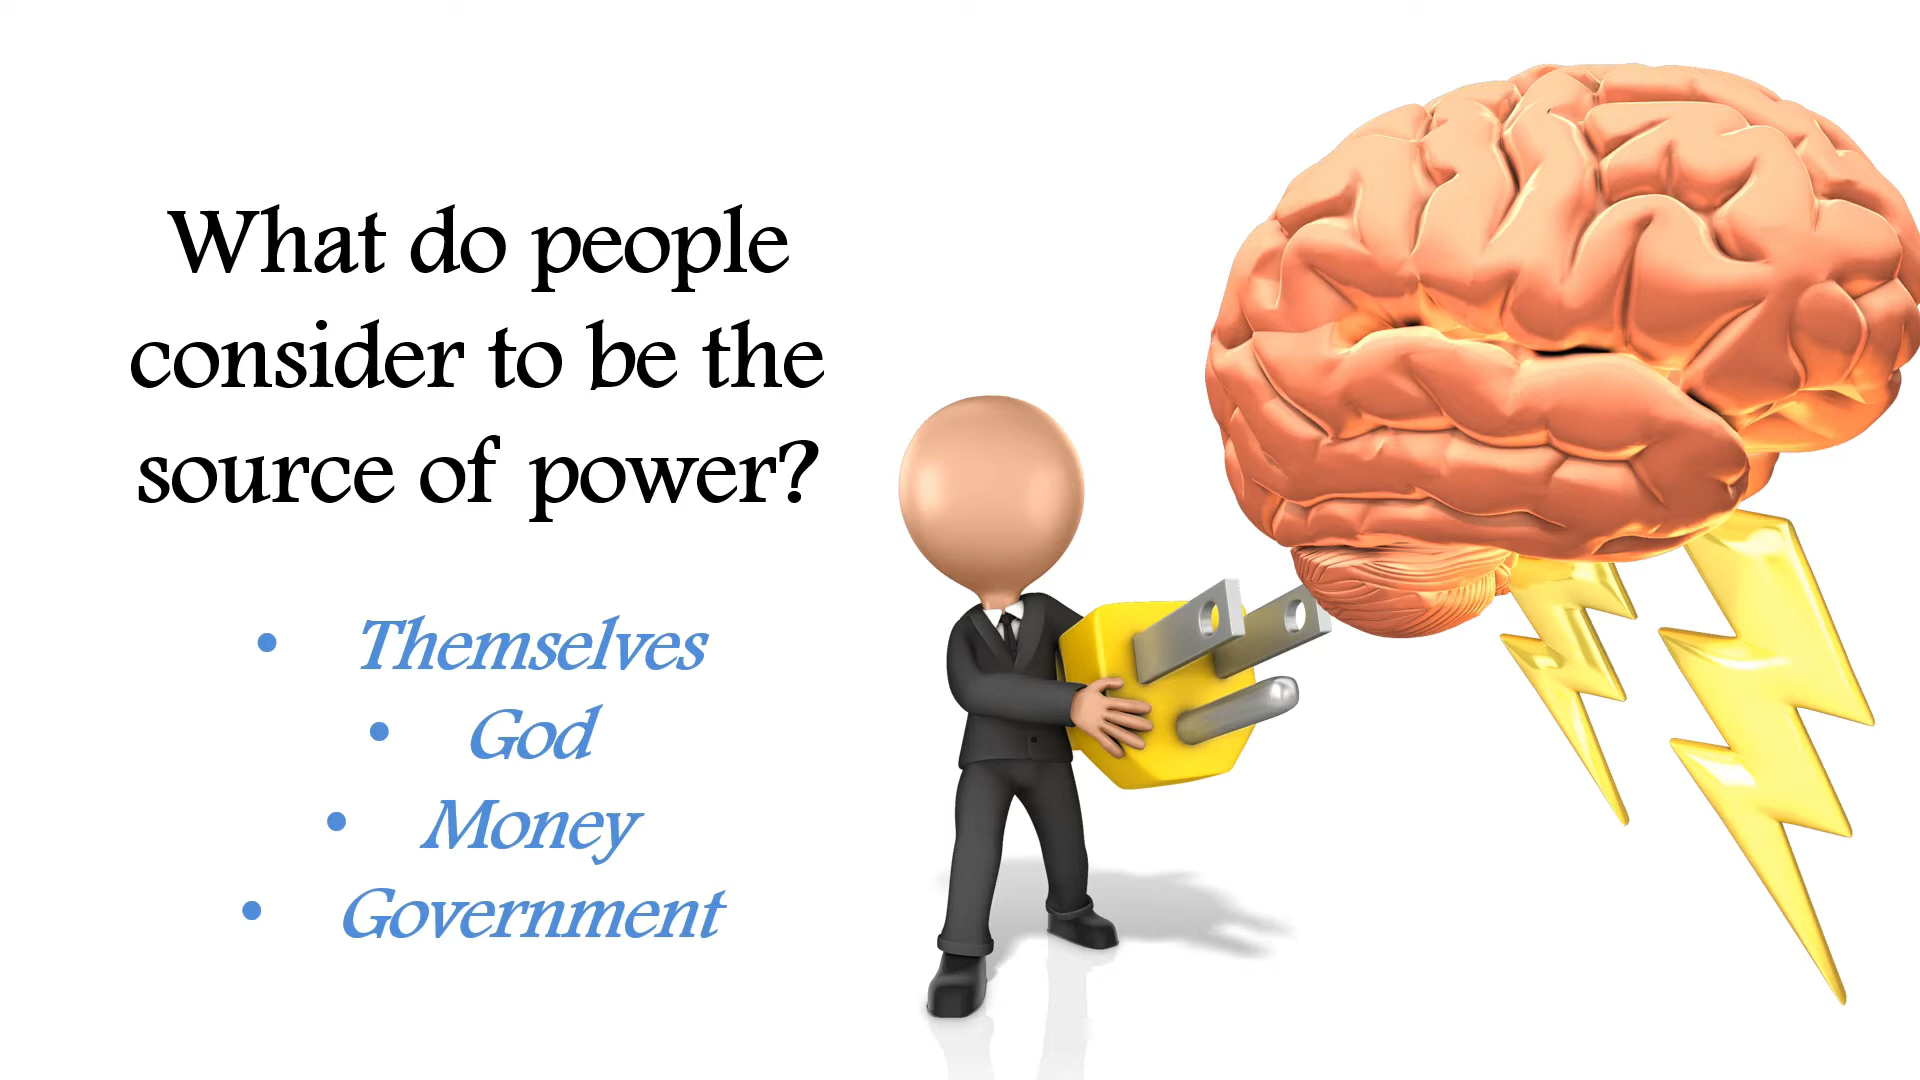 What do people
consider to be the
source of power?
• Themselves
• God
• Money
• Government